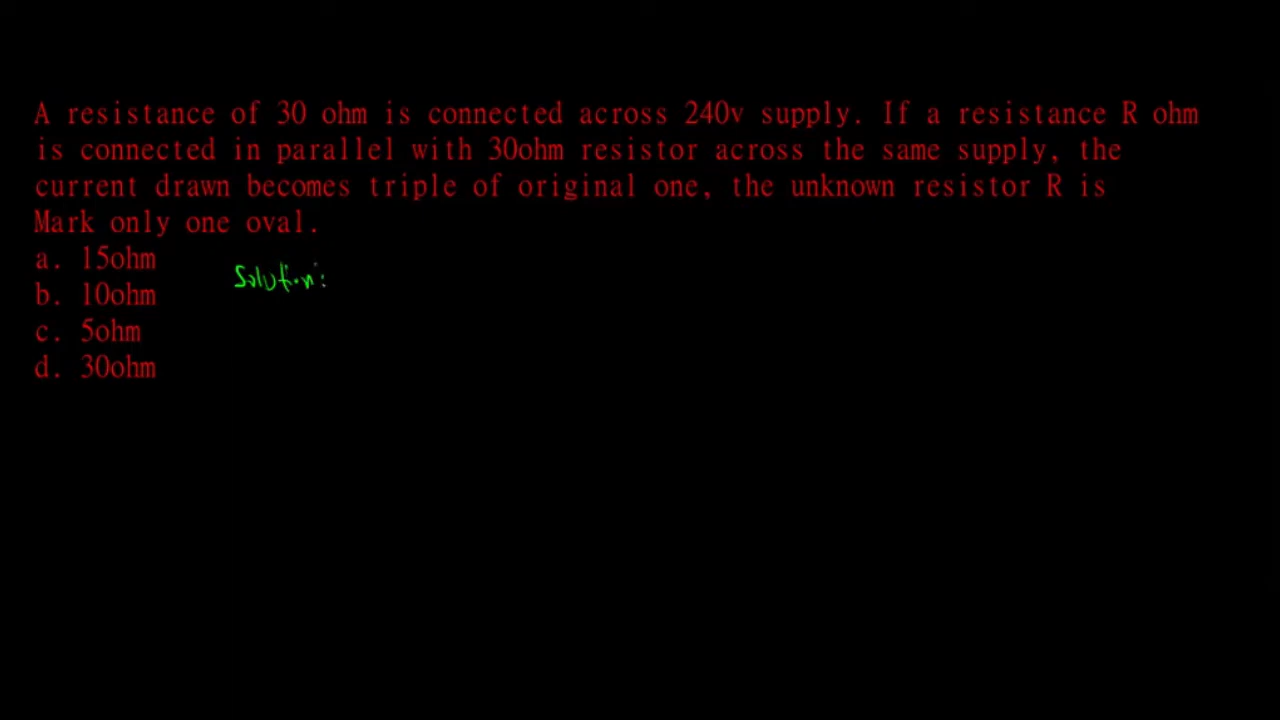 A resistance of 30 ohm is connected across 240v supply. If a resistance R ohm
is connected in parallel with 30ohm resistor across the same supply, the
current drawn becomes triple of original one, the unknown resistor R is
Mark only one oval.
a. 15ohm
Solution:
b. 10ohm
c. 5ohm
d. 30ohm